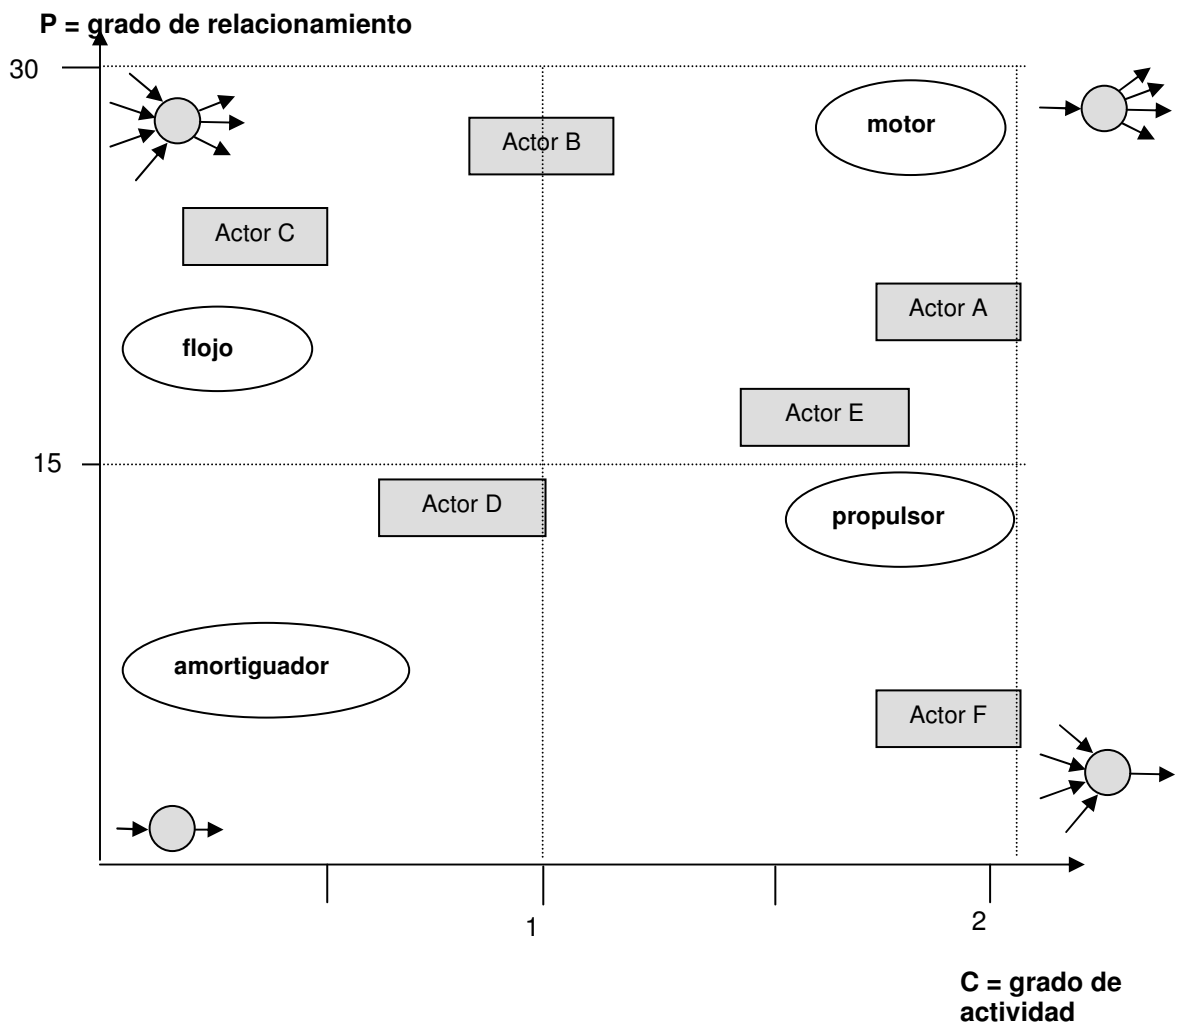 P = grado de relacionamiento
30
motor
Actor B
Actor C
Actor A
flojo
Actor E
15
Actor D
propulsor
amortiguador
Actor F
1
2
C = grado de
actividad